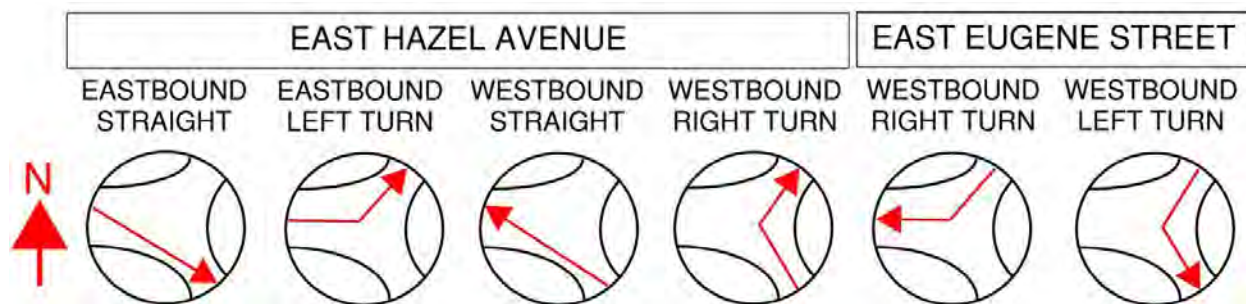 EAST HAZEL AVENUE
EAST EUGENE STREET
EASTBOUND
STRAIGHT
EASTBOUND
LEFT TURN
WESTBOUND
STRAIGHT
WESTBOUND
RIGHT TURN
WESTBOUND
RIGHT TURN
WESTBOUND
LEFT TURN
N